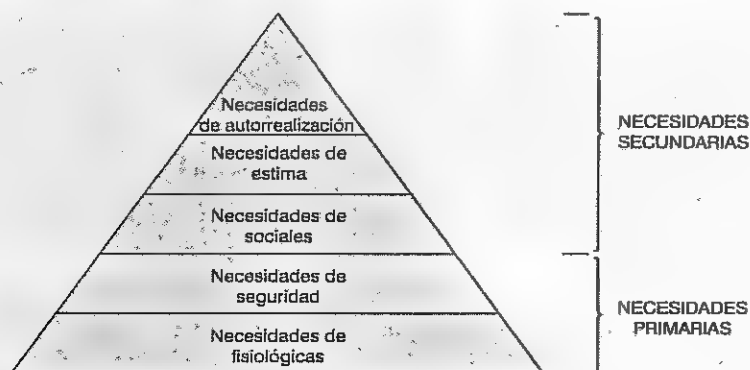 Necesidades
de autorrealización
Necesidades de
estima
Necesidades de
sociales
Necesidades de
seguridad
Necesidades de
fisiológicas
NECESIDADES
SECUNDARIAS
NECESIDADES
PRIMARIAS